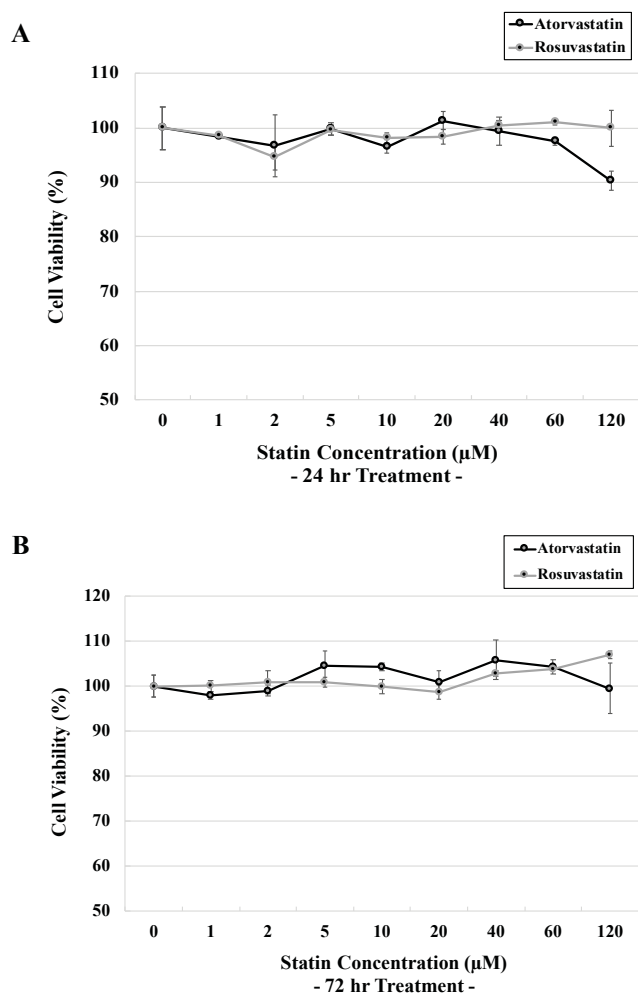 A
Atorvastatin
Rosuvastatin
110
100
90
80
70
60
50
Cell Viability (%)
0 1 2 5 10 20 40 60 120
Statin Concentration (µM)
- 24 hr Treatment -
B
Atorvastatin
Rosuvastatin
120
110
100
90
80
70
60
50
Cell Viability (%)
0 1 2 5 10 20 40 60 120
Statin Concentration (µM)
- 72 hr Treatment -